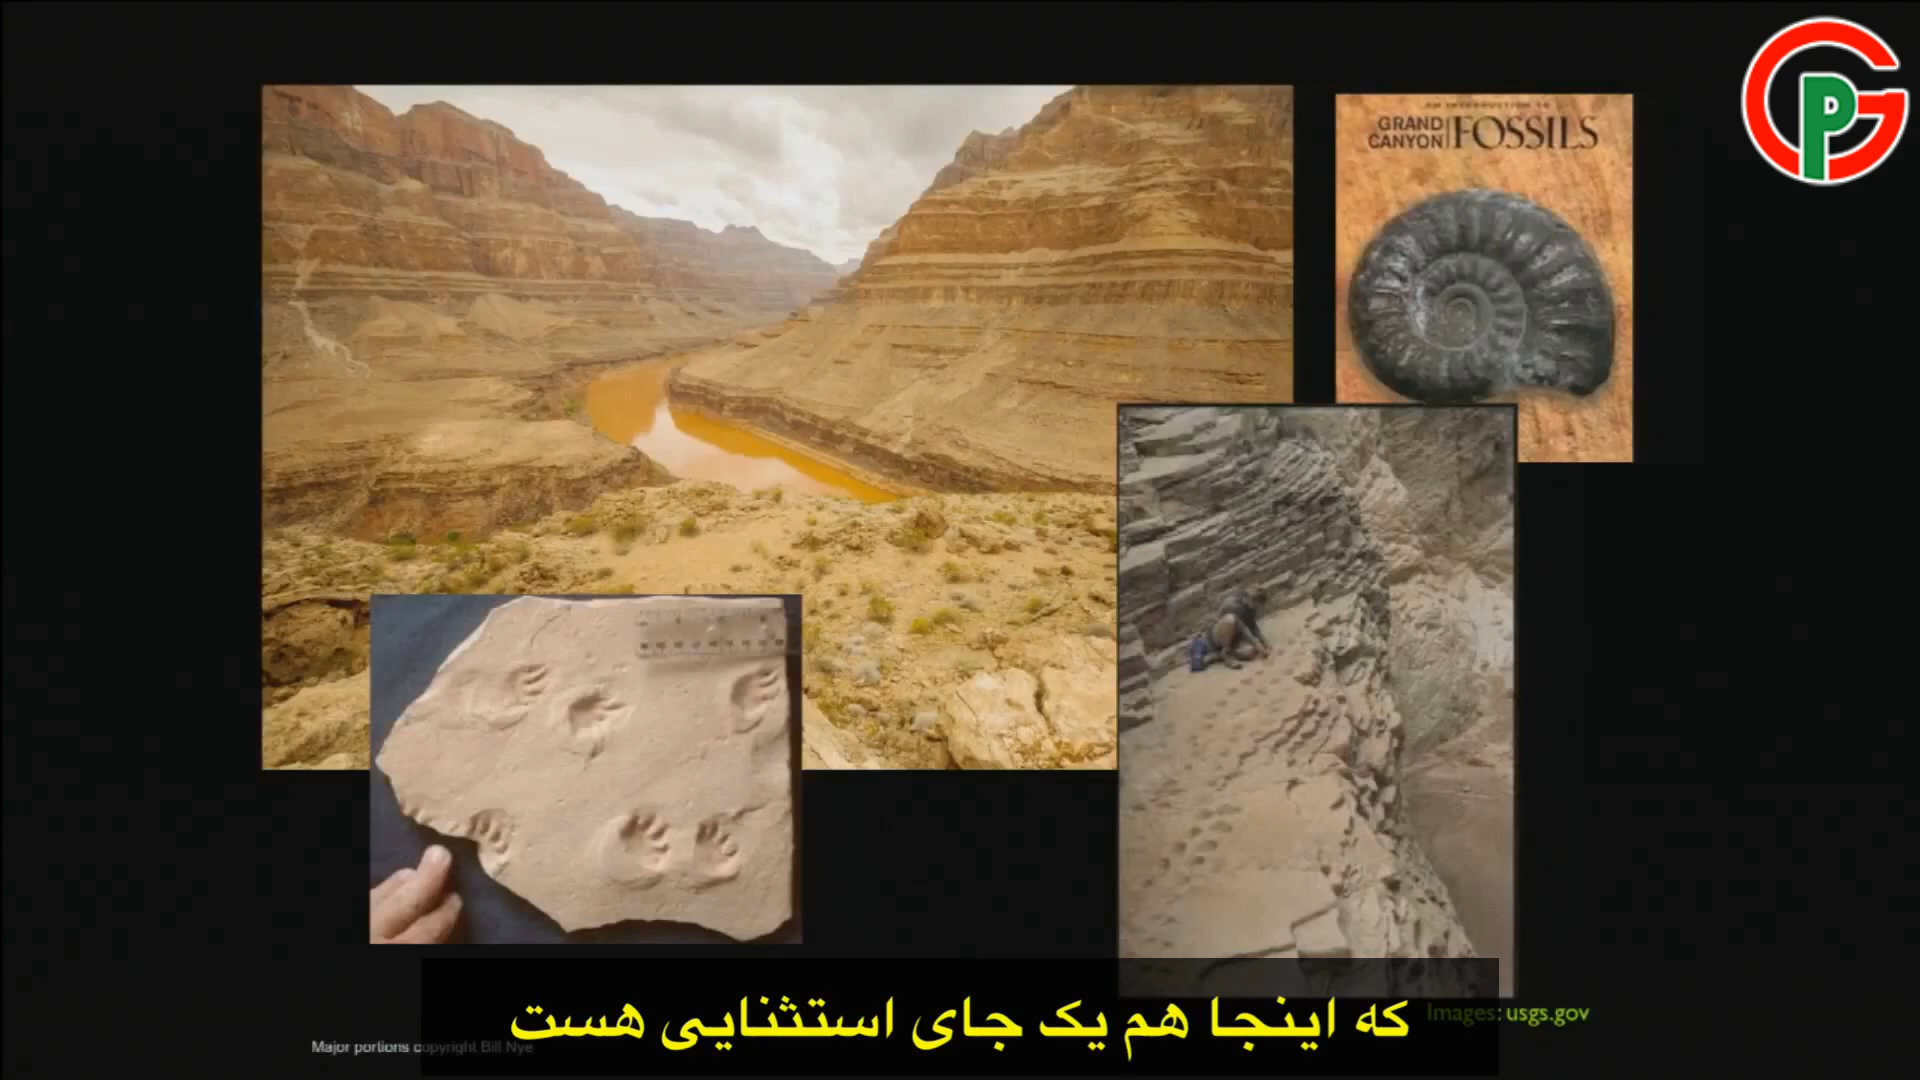 AN INTRODUCTION TO
GRAND CANYON FOSSILS
GP
Images: usgs.gov
که اینجا هم یک جای استثنایی هست
Major portions copyright Bill Nye